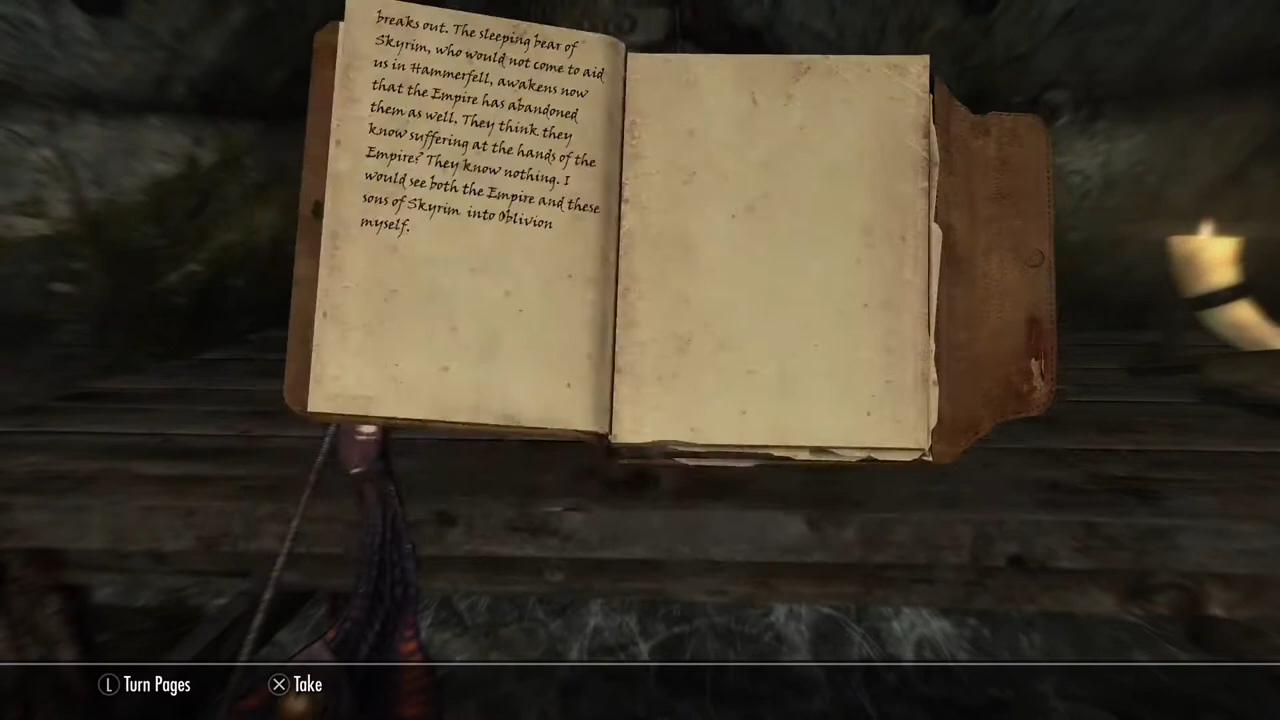 breaks out. The sleeping bear of
Skyrim, who would not come to aid
us in Hammerfell, awakens now
that the Empire has abandoned
them as well. They think they
know suffering at the hands of the
Empire? They know nothing. I
would see both the Empire and these
sons of Skyrim into Oblivion
myself.
L Turn Pages
X Take